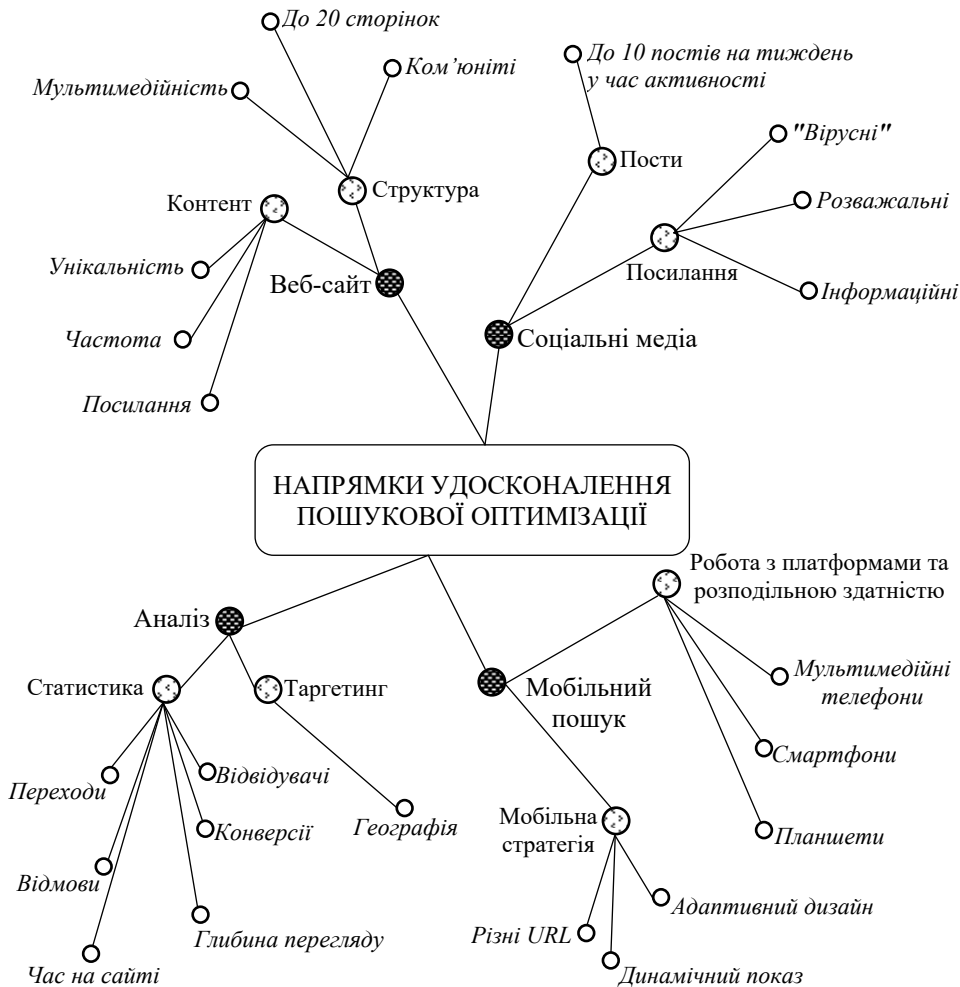 До 20 сторінок
Ком’юніті
Мультимедійність
Структура
Контент
Унікальність
Веб-сайт
Частота
Посилання
До 10 постів на тиждень
у час активності
"Вірусні"
Пости
Розважальні
Посилання
Інформаційні
Соціальні медіа
НАПРЯМКИ УДОСКОНАЛЕННЯ
ПОШУКОВОЇ ОПТИМІЗАЦІЇ
Аналіз
Статистика
Таргетинг
Переходи
Відвідувачі
Конверсії
Географія
Відмови
Глибина перегляду
Час на сайті
Робота з платформами та
розподільною здатністю
Мобільний
пошук
Мультимедійні
телефони
Смартфони
Планшети
Мобільна
стратегія
Адаптивний дизайн
Різні URL
Динамічний показ